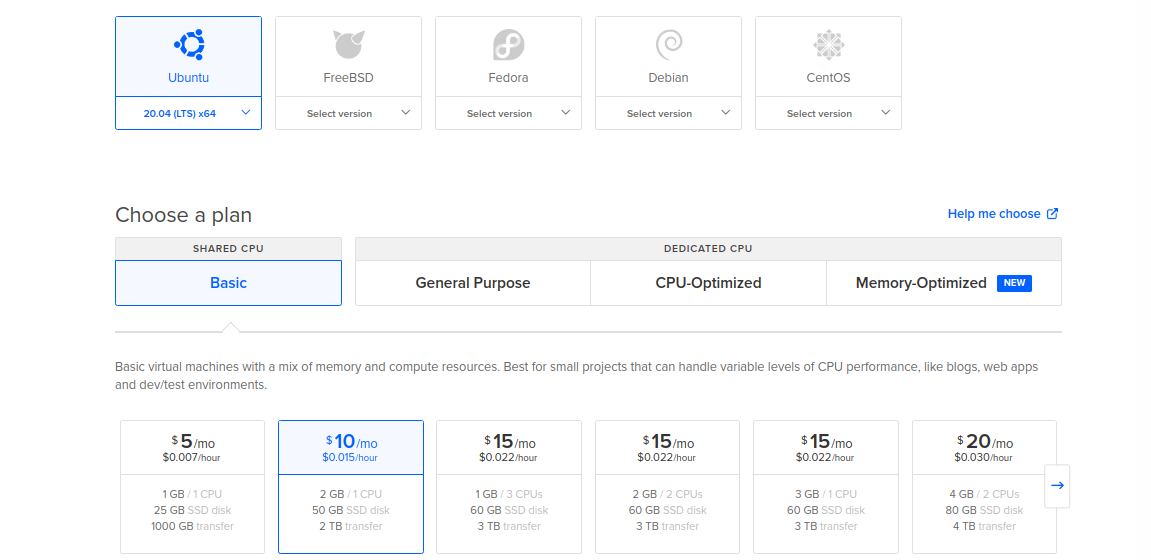 Ubuntu
FreeBSD
Fedora
Debian
CentOS
20.04 (LTS) x64
Select version
Select version
Select version
Select version
Choose a plan
Help me choose
SHARED CPU
DEDICATED CPU
Basic
General Purpose
CPU-Optimized
Memory-Optimized NEW
Basic virtual machines with a mix of memory and compute resources. Best for small projects that can handle variable levels of CPU performance, like blogs, web apps
and dev/test environments.
$5/mo
$0.007/hour
1 GB / 1 CPU
25 GB SSD disk
1000 GB transfer
$10/mo
$0.015/hour
2 GB / 1 CPU
50 GB SSD disk
2 TB transfer
$15/mo
$0.022/hour
1 GB / 3 CPUs
60 GB SSD disk
3 TB transfer
$15/mo
$0.022/hour
2 GB / 2 CPUs
60 GB SSD disk
3 TB transfer
$15/mo
$0.022/hour
3 GB / 1 CPU
60 GB SSD disk
3 TB transfer
$20/mo
$0.030/hour
4 GB / 2 CPUs
80 GB SSD disk
4 TB transfer